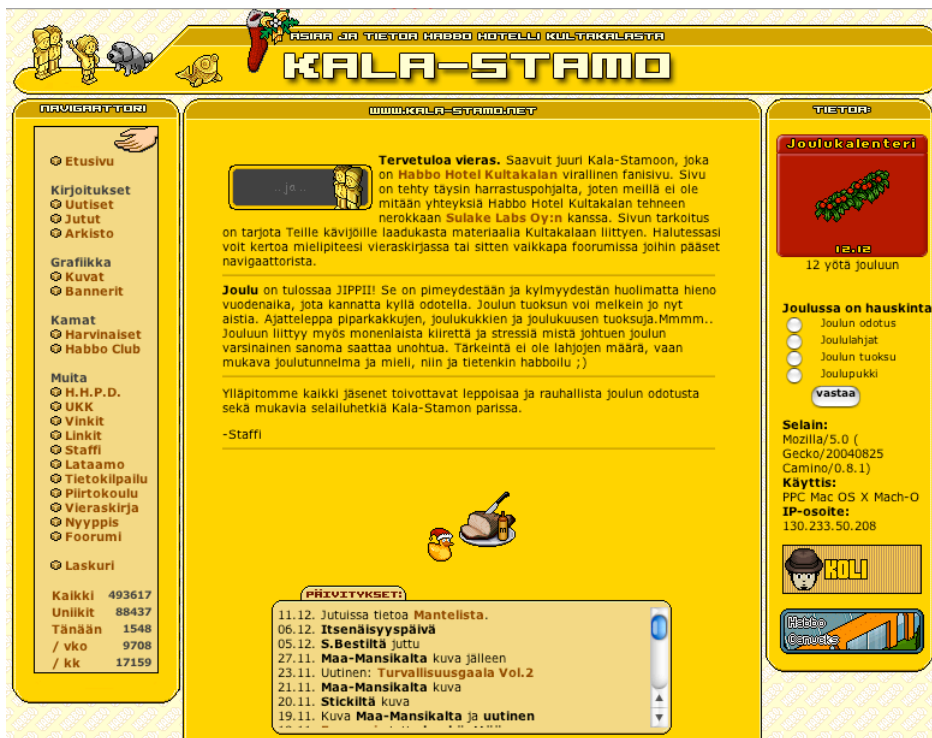 ASIAA JA TIETOA HABBO HOTELLI KULTAKALASTA
KALA-STAMO
NAVIGAATTORI
Etusivu
Kirjoitukset
Uutiset
Jutut
Arkisto
Grafiikka
Kuvat
Bannerit
Kamat
Harvinaiset
Habbo Club
Muita
H.H.P.D.
UKK
Vinkit
Linkit
Staffi
Lataamo
Tietokilpailu
Piirtokoulu
Vieraskirja
Nyyppis
Foorumi
Laskuri
Kaikki 493617
Uniikit 88437
Tänään 1548
/ vko 9708
/ kk 17159
WWW.KALA-STAMO.NET
.. ja ..
Tervetuloa vieras. Saavuit juuri Kala-Stamoon, joka
on Habbo Hotel Kultakalan virallinen fanisivu. Sivu
on tehty täysin harrastuspohjalta, joten meillä ei ole
mitään yhteyksiä Habbo Hotel Kultakalan tehneen
nerokkaan Sulake Labs Oy:n kanssa. Sivun tarkoitus
on tarjota Teille kävijöille laadukasta materiaalia Kultakalaan liittyen. Halutessasi
voit kertoa mielipiteesi vieraskirjassa tai sitten vaikkapa foorumissa joihin pääset
navigaattorista.
Joulu on tulossaa JIPPII! Se on pimeydestään ja kylmyydestän huolimatta hieno
vuodenaika, jota kannatta kyllä odotella. Joulun tuoksun voi melkein jo nyt
aistia. Ajatteleppa piparkakkujen, joulukukkien ja joulukuusen tuoksuja.Mmmm..
Jouluun liittyy myös monenlaista kiirettä ja stressiä mistä johtuen joulun
varsinainen sanoma saattaa unohtua. Tärkeintä ei ole lahjojen määrä, vaan
mukava joulutunnelma ja mieli, niin ja tietenkin habboilu ;)
Ylläpitomme kaikki jäsenet toivottavat leppoisaa ja rauhallista joulun odotusta
sekä mukavia selailuhetkiä Kala-Stamon parissa.
-Staffi
PÄIVITYKSET:
11.12. Jutuissa tietoa Mantelista.
06.12. Itsenäisyyspäivä
05.12. S.Bestiltä juttu
27.11. Maa-Mansikalta kuva jälleen
23.11. Uutinen: Turvallisuusgaala Vol.2
21.11. Maa-Mansikalta kuva
20.11. Stickiltä kuva
19.11. Kuva Maa-Mansikalta ja uutinen
TIETOA:
Joulukalenteri
12.12
12 yötä jouluun
Joulussa on hauskinta
Joulun odotus
Joululahjat
Joulun tuoksu
Joulupukki
vastaa
Selain:
Mozilla/5.0 (
Gecko/20040825
Camino/0.8.1)
Käyttis:
PPC Mac OS X Mach-O
IP-osoite:
130.233.50.208
KOLI
Habbo